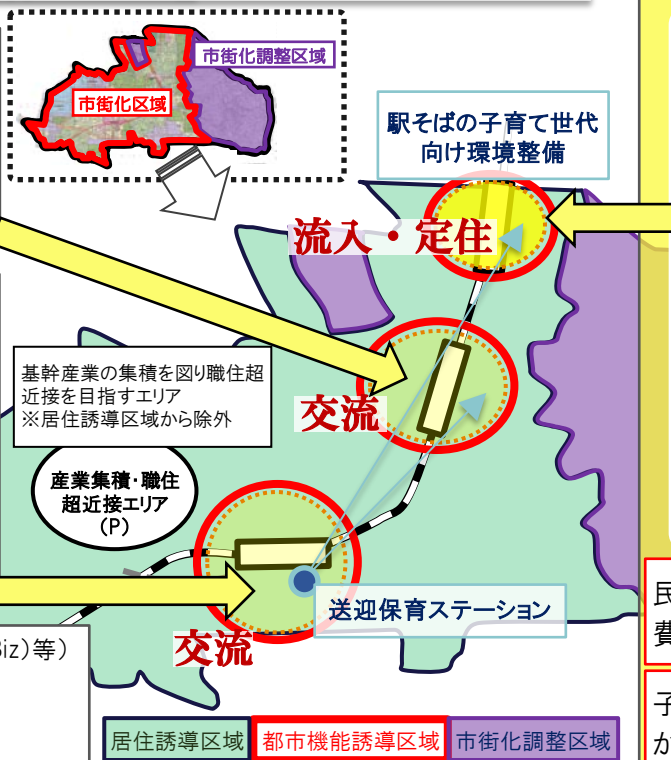 市街化調整区域
市街化区域
駅そばの子育て世代
向け環境整備
流入・定住
基幹産業の集積を図り職住超
近接を目指すエリア
※居住誘導区域から除外
交流
産業集積・職住
超近接エリア
(P)
送迎保育ステーション
交流
iz)等)
民
費
子
が
居住誘導区域
都市機能誘導区域
市街化調整区域